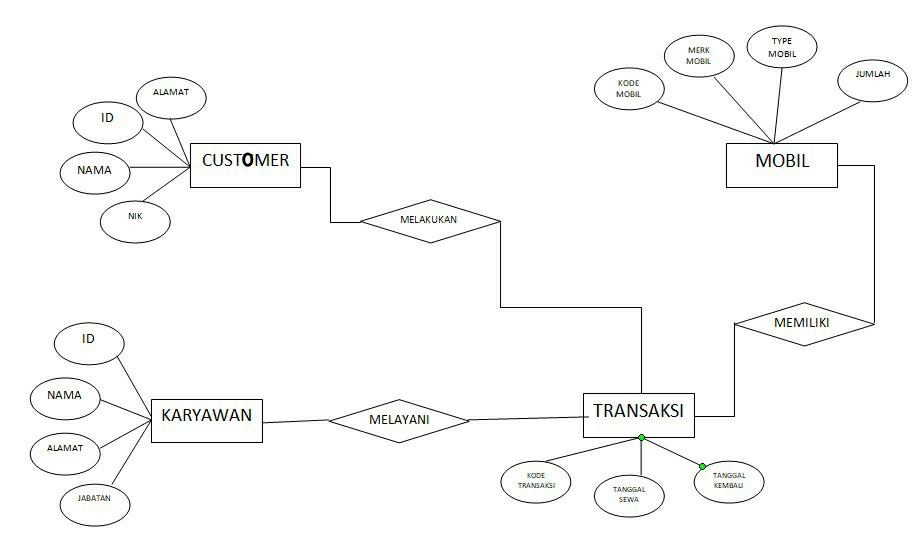 TYPE
MOBIL
MERK
MOBIL
JUMLAH
KODE
MOBIL
ALAMAT
ID
CUSTOMER
MOBIL
NAMA
NIK
MELAKUKAN
MEMILIKI
ID
NAMA
KARYAWAN
MELAYANI
TRANSAKSI
ALAMAT
KODE
TRANSAKSI
TANGGAL
SEWA
TANGGAL
KEMBALI
JABATAN